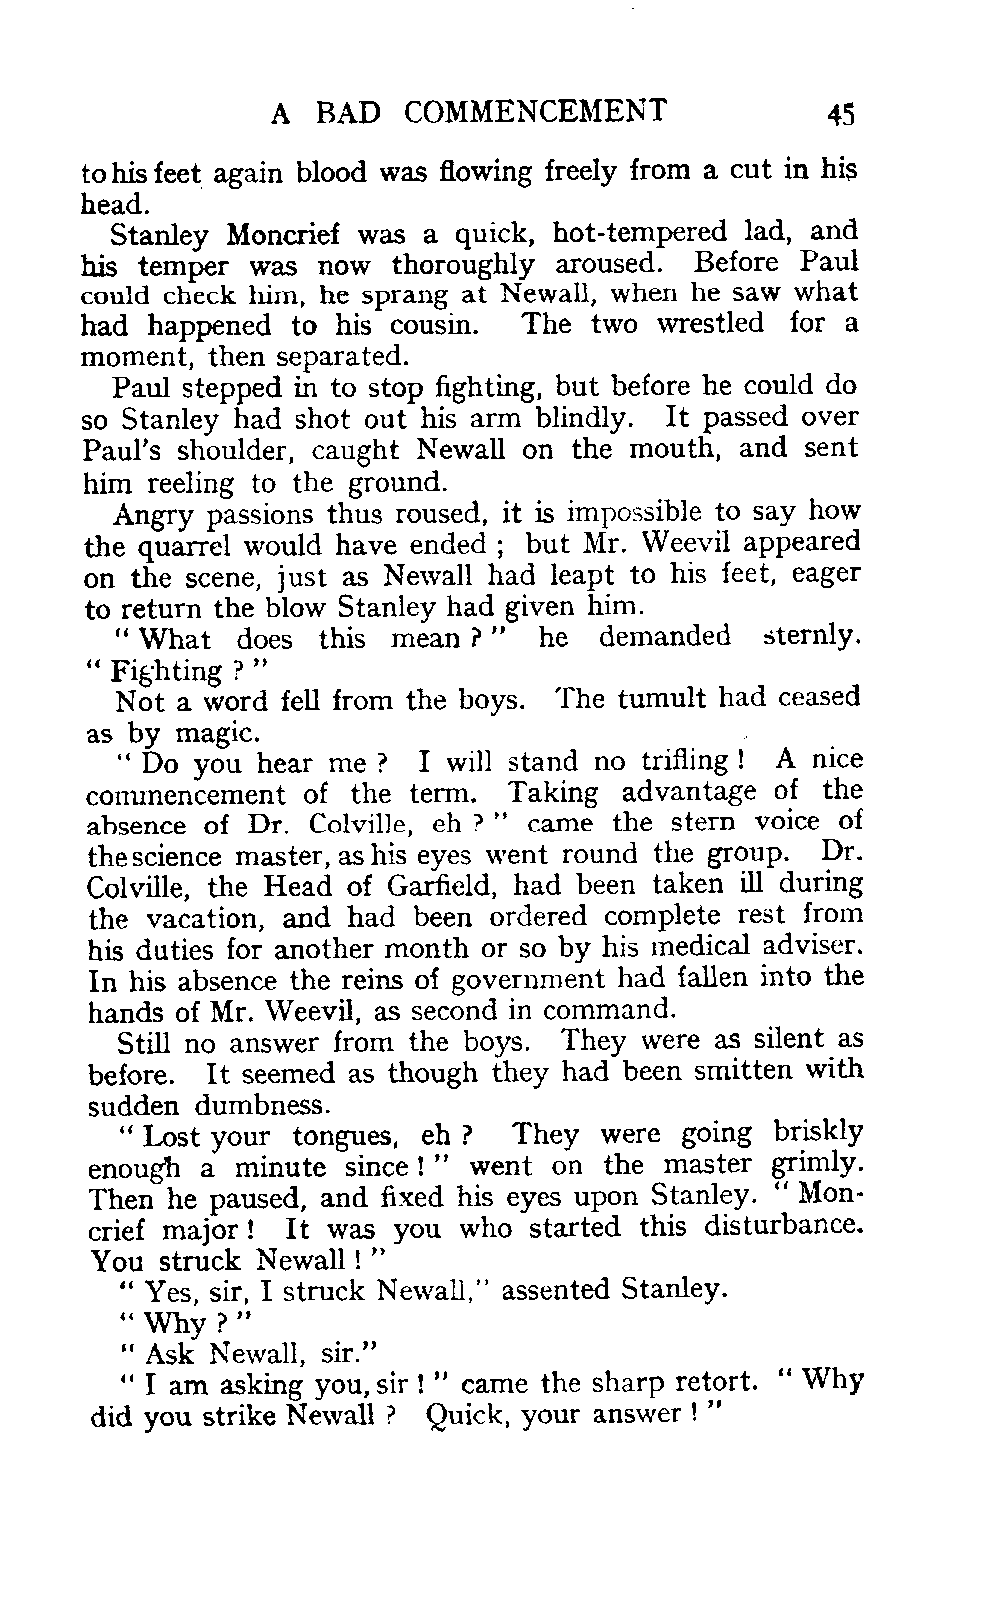 A BAD COMMENCEMENT 45
to his feet again blood was flowing freely from a cut in his
head.
Stanley Moncrief was a quick, hot-tempered lad, and
his temper was now thoroughly aroused. Before Paul
could check him, he sprang at Newall, when he saw what
had happened to his cousin. The two wrestled for a
moment, then separated.
Paul stepped in to stop fighting, but before he could do
so Stanley had shot out his arm blindly. It passed over
Paul's shoulder, caught Newall on the mouth, and sent
him reeling to the ground.
Angry passions thus roused, it is impossible to say how
the quarrel would have ended ; but Mr. Weevil appeared
on the scene, just as Newall had leapt to his feet, eager
to return the blow Stanley had given him.
" What does this mean ? " he demanded sternly.
" Fighting ? "
Not a word fell from the boys. The tumult had ceased
as by magic.
" Do you hear me ? I will stand no trifling ! A nice
commencement of the term. Taking advantage of the
absence of Dr. Colville, eh ? " came the stern voice of
the science master, as his eyes went round the group. Dr.
Colville, the Head of Garfield, had been taken ill during
the vacation, and had been ordered complete rest from
his duties for another month or so by his medical adviser.
In his absence the reins of government had fallen into the
hands of Mr. Weevil, as second in command.
Still no answer from the boys. They were as silent as
before. It seemed as though they had been smitten with
sudden dumbness.
" Lost your tongues, eh ? They were going briskly
enough a minute since ! " went on the master grimly.
Then he paused, and fixed his eyes upon Stanley. " Mon-
crief major ! It was you who started this disturbance.
You struck Newall ! "
" Yes, sir, I struck Newall," assented Stanley.
" Why ? "
" Ask Newall, sir."
" I am asking you, sir ! " came the sharp retort. " Why
did you strike Newall ? Quick, your answer ! "